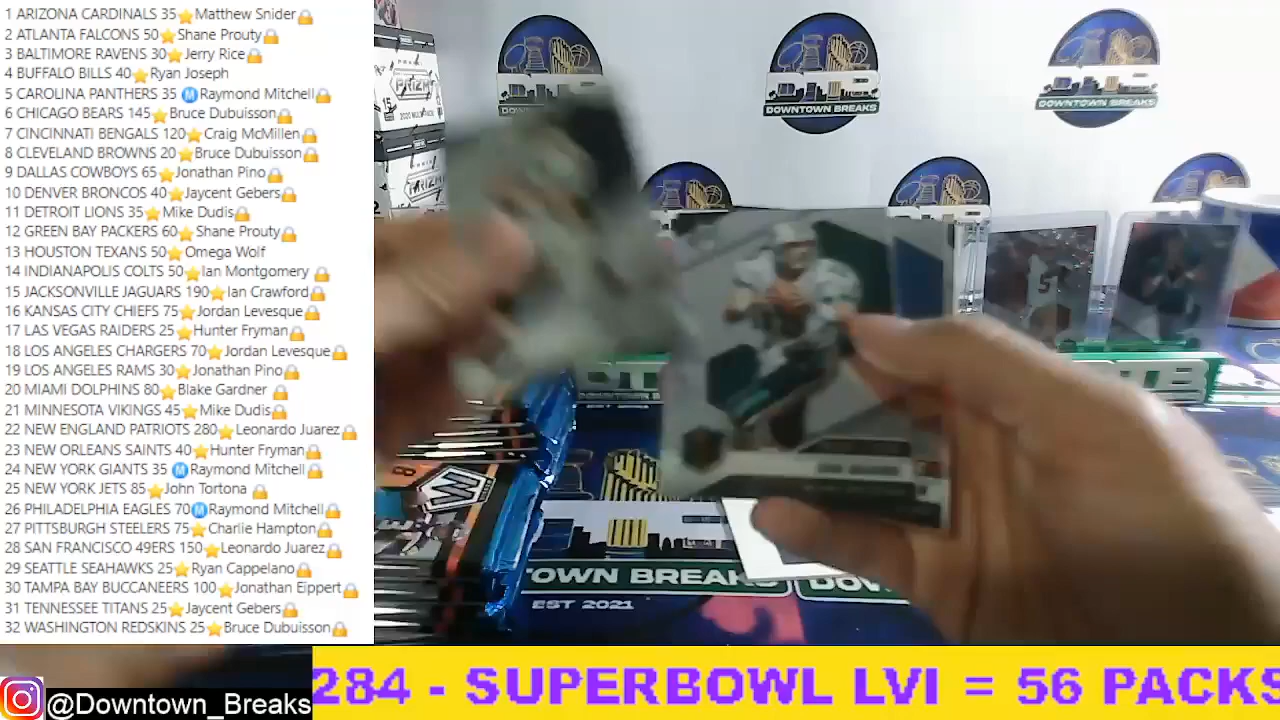 1 ARIZONA CARDINALS 35⭐Matthew Snider🔒
2 ATLANTA FALCONS 50⭐Shane Prouty🔒
3 BALTIMORE RAVENS 30⭐Jerry Rice🔒
4 BUFFALO BILLS 40⭐Ryan Joseph
5 CAROLINA PANTHERS 35 Ⓜ️Raymond Mitchell🔒
6 CHICAGO BEARS 145⭐Bruce Dubuisson🔒
7 CINCINNATI BENGALS 120⭐Craig McMillen🔒
8 CLEVELAND BROWNS 20⭐Bruce Dubuisson🔒
9 DALLAS COWBOYS 65⭐Jonathan Pino🔒
10 DENVER BRONCOS 40⭐Jaycent Gebers🔒
11 DETROIT LIONS 35⭐Mike Dudis🔒
12 GREEN BAY PACKERS 60⭐Shane Prouty🔒
13 HOUSTON TEXANS 50⭐Omega Wolf
14 INDIANAPOLIS COLTS 50⭐Ian Montgomery 🔒
15 JACKSONVILLE JAGUARS 190⭐Ian Crawford🔒
16 KANSAS CITY CHIEFS 75⭐Jordan Levesque🔒
17 LAS VEGAS RAIDERS 25⭐Hunter Fryman🔒
18 LOS ANGELES CHARGERS 70⭐Jordan Levesque🔒
19 LOS ANGELES RAMS 30⭐Jonathan Pino🔒
20 MIAMI DOLPHINS 80⭐Blake Gardner 🔒
21 MINNESOTA VIKINGS 45⭐Mike Dudis🔒
22 NEW ENGLAND PATRIOTS 280⭐Leonardo Juarez🔒
23 NEW ORLEANS SAINTS 40⭐Hunter Fryman🔒
24 NEW YORK GIANTS 35 Ⓜ️Raymond Mitchell🔒
25 NEW YORK JETS 85⭐John Tortona 🔒
26 PHILADELPHIA EAGLES 70Ⓜ️Raymond Mitchell🔒
27 PITTSBURGH STEELERS 75⭐Charlie Hampton🔒
28 SAN FRANCISCO 49ERS 150⭐Leonardo Juarez🔒
29 SEATTLE SEAHAWKS 25⭐Ryan Cappelano🔒
30 TAMPA BAY BUCCANEERS 100⭐Jonathan Eippert🔒
31 TENNESSEE TITANS 25⭐Jaycent Gebers🔒
32 WASHINGTON REDSKINS 25⭐Bruce Dubuisson🔒
DTB
DOWNTOWN BREAKS
DTB
DOWNTOWN BREAKS
PRIZM
TOWN BREAKS
EST 2021
DOW
284 - SUPERBOWL LVI = 56 PACKS
@Downtown_Breaks